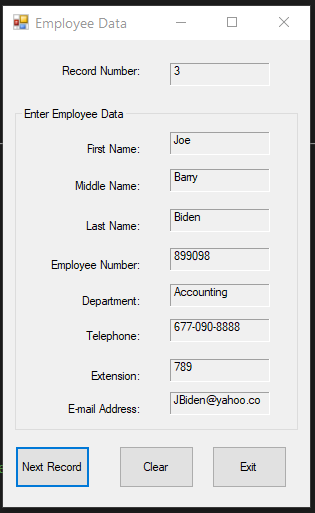 Employee Data
Record Number: 3
Enter Employee Data
First Name: Joe
Middle Name: Barry
Last Name: Biden
Employee Number: 899098
Department: Accounting
Telephone: 677-090-8888
Extension: 789
E-mail Address: JBiden@yahoo.co
Next Record Clear Exit